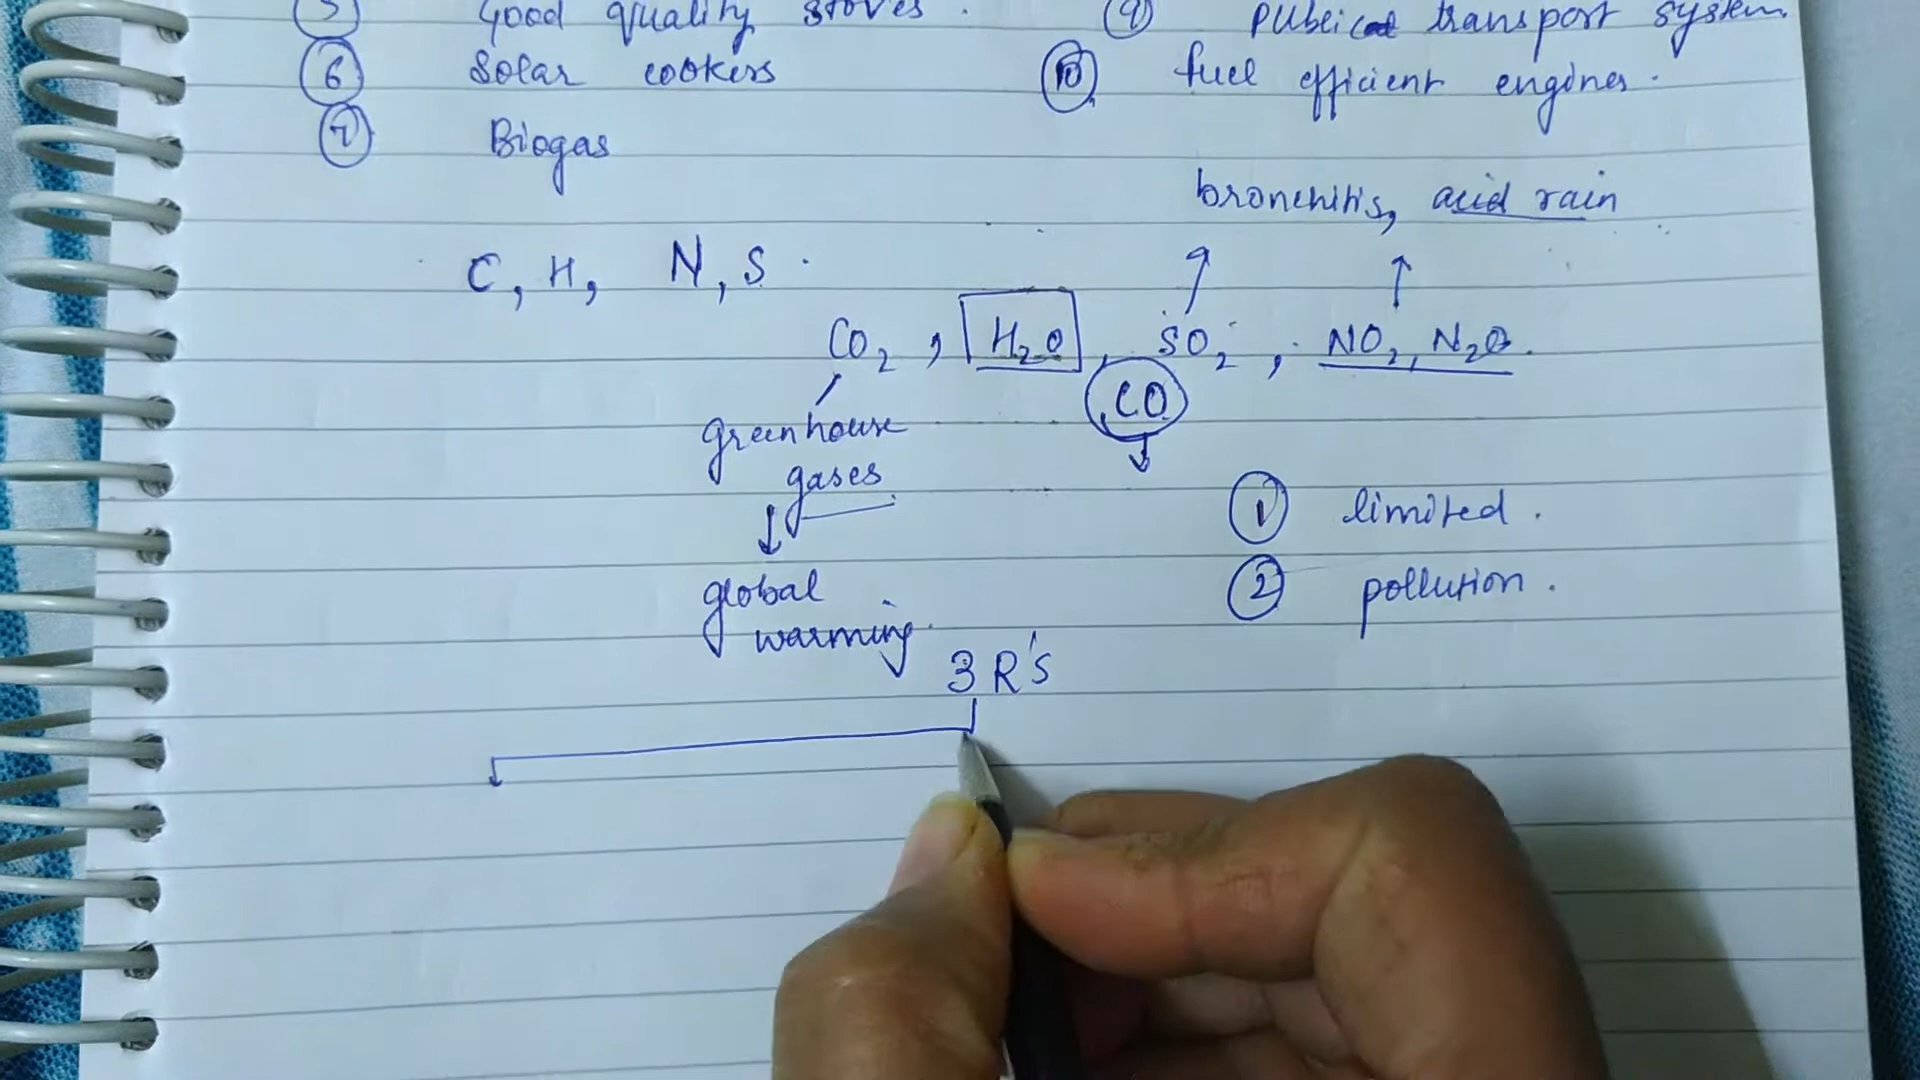 5 Good quality stoves . 9 Publical transport system
6 Solar cookers 10 fuel efficient engines .
7 Biogas
bronchitis, acid rain
C, H, N, S .
CO2 , H2O , SO2 , NO2, N2O .
CO
greenhouse
gases
1 limited .
2 pollution .
global
warming .
3 R's